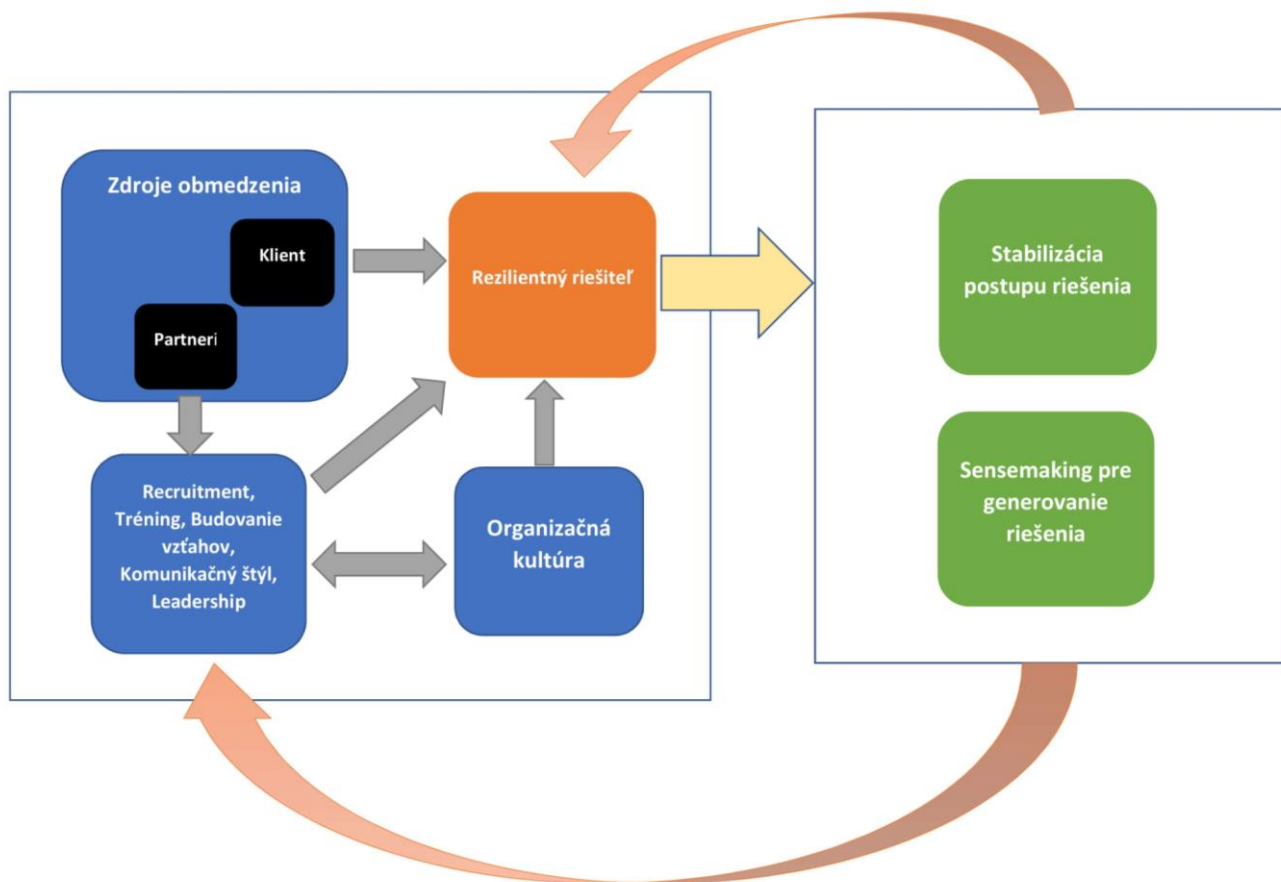 Zdroje obmedzenia
Klient
Partneri
Rezilientný riešiteľ
Recruitment,
Tréning, Budovanie
vzťahov,
Komunikačný štýl,
Leadership
Organizačná
kultúra
Stabilizácia
postupu riešenia
Sensemaking pre
generovanie
riešenia